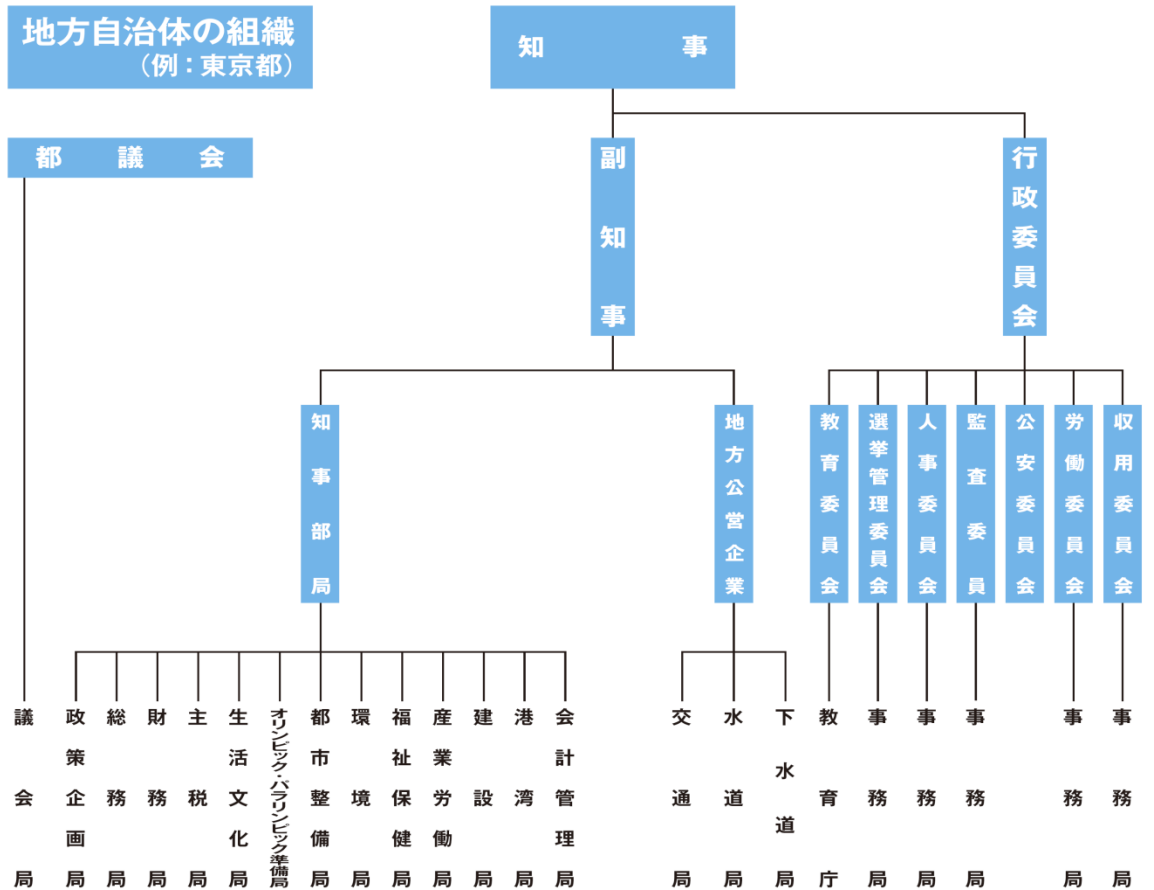 地方自治体の組織
(例：東京都)
知事
都議会
副知事
行政委員会
知事部局
地方公営企業
教育委員会
選挙管理委員会
人事委員会
監査委員
公安委員会
労働委員会
収用委員会
議会局
政策企画局
総務局
財務局
主税局
生活文化局
オリンピック・パラリンピック準備局
都市整備局
環境局
福祉保健局
産業労働局
建設局
港湾局
会計管理局
交通局
水道局
下水道局
教育庁
事務局
事務局
事務局
事務局
事務局